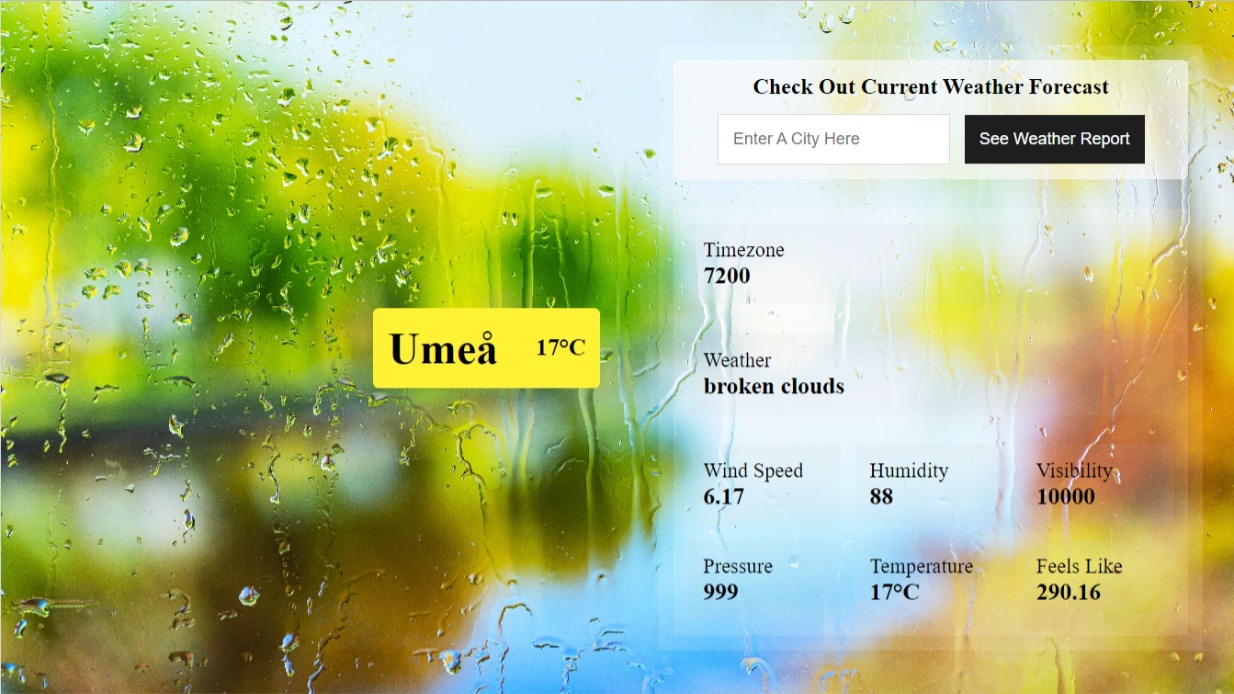 Check Out Current Weather Forecast
Enter A City Here
See Weather Report
Timezone
7200
Umeå 17°C
Weather
broken clouds
Wind Speed Humidity Visibility
6.17 88 10000
Pressure Temperature Feels Like
999 17°C 290.16